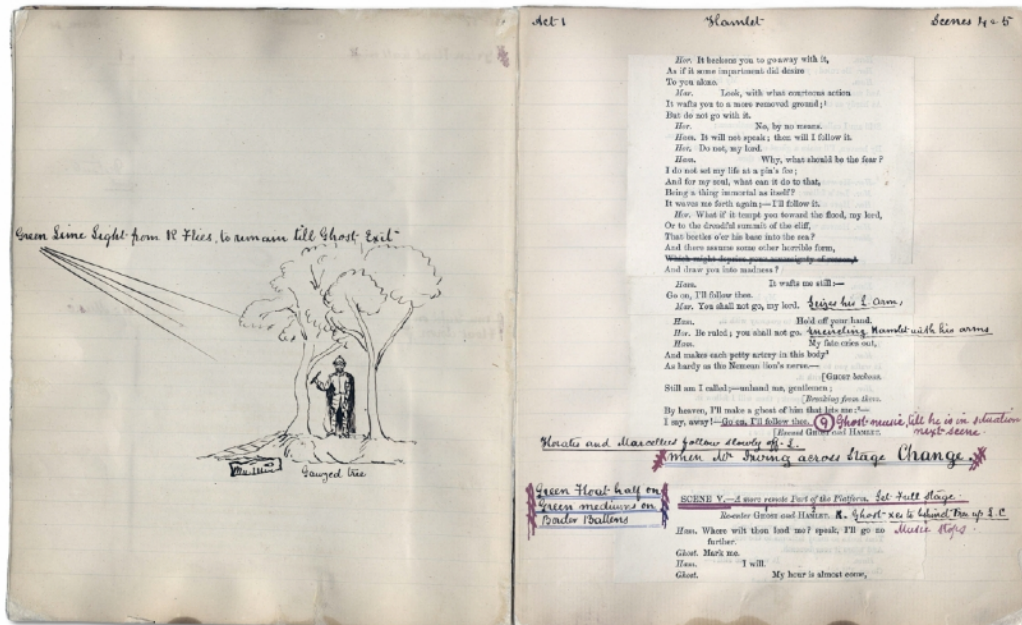 Green Lime Light from R Flies, to remain till Ghost Exit
Gauzed tree
Act 1 Hamlet Scenes 4 & 5
Hor. It beckons you to go away with it,
As if it some impartment did desire
To you alone.
Mar. Look, with what courteous action
It wafts you to a more removed ground;¹
But do not go with it.
Hor. No, by no means.
Ham. It will not speak; then will I follow it.
Hor. Do not, my lord.
Ham. Why, what should be the fear?
I do not set my life at a pin's fee;
And for my soul, what can it do to that,
Being a thing immortal as itself?
It waves me forth again;—I'll follow it.
Hor. What if it tempt you toward the flood, my lord,
Or to the dreadful summit of the cliff,
That beetles o'er his base into the sea?
And there assume some other horrible form,
Which might deprive your sovereignty of reason,
And draw you into madness?
Ham. It wafts me still;—
Go on, I'll follow thee.
Mar. You shall not go, my lord. Seizes his L. arm,
Ham. Hold off your hand.
Hor. Be ruled; you shall not go. Hamlet with his arms
Ham. My fate cries out,
And makes each petty artery in this body²
As hardy as the Nemean lion's nerve.—
[GHOST beckons.
Still am I called;—unhand me, gentlemen;
[Breaking from them.
By heaven, I'll make a ghost of him that lets me:³—
I say, away!—Go on, I'll follow thee. 9 Ghost music, till he is in situation
next scene.
[Exeunt GHOST and HAMLET.
Horatio and Marcellus follow slowly off. L.
When Mr Irving across Stage Change.
Green Float half on
Green mediums on
Border Battens
SCENE V.—A more remote Part of the Platform. Set Full Stage.
Re-enter GHOST and HAMLET. R. Ghost xes to behind Tree up L.C
Ham. Where wilt thou lead me? speak, I'll go no Music stops.
further.
Ghost. Mark me.
Ham. I will.
Ghost. My hour is almost come,